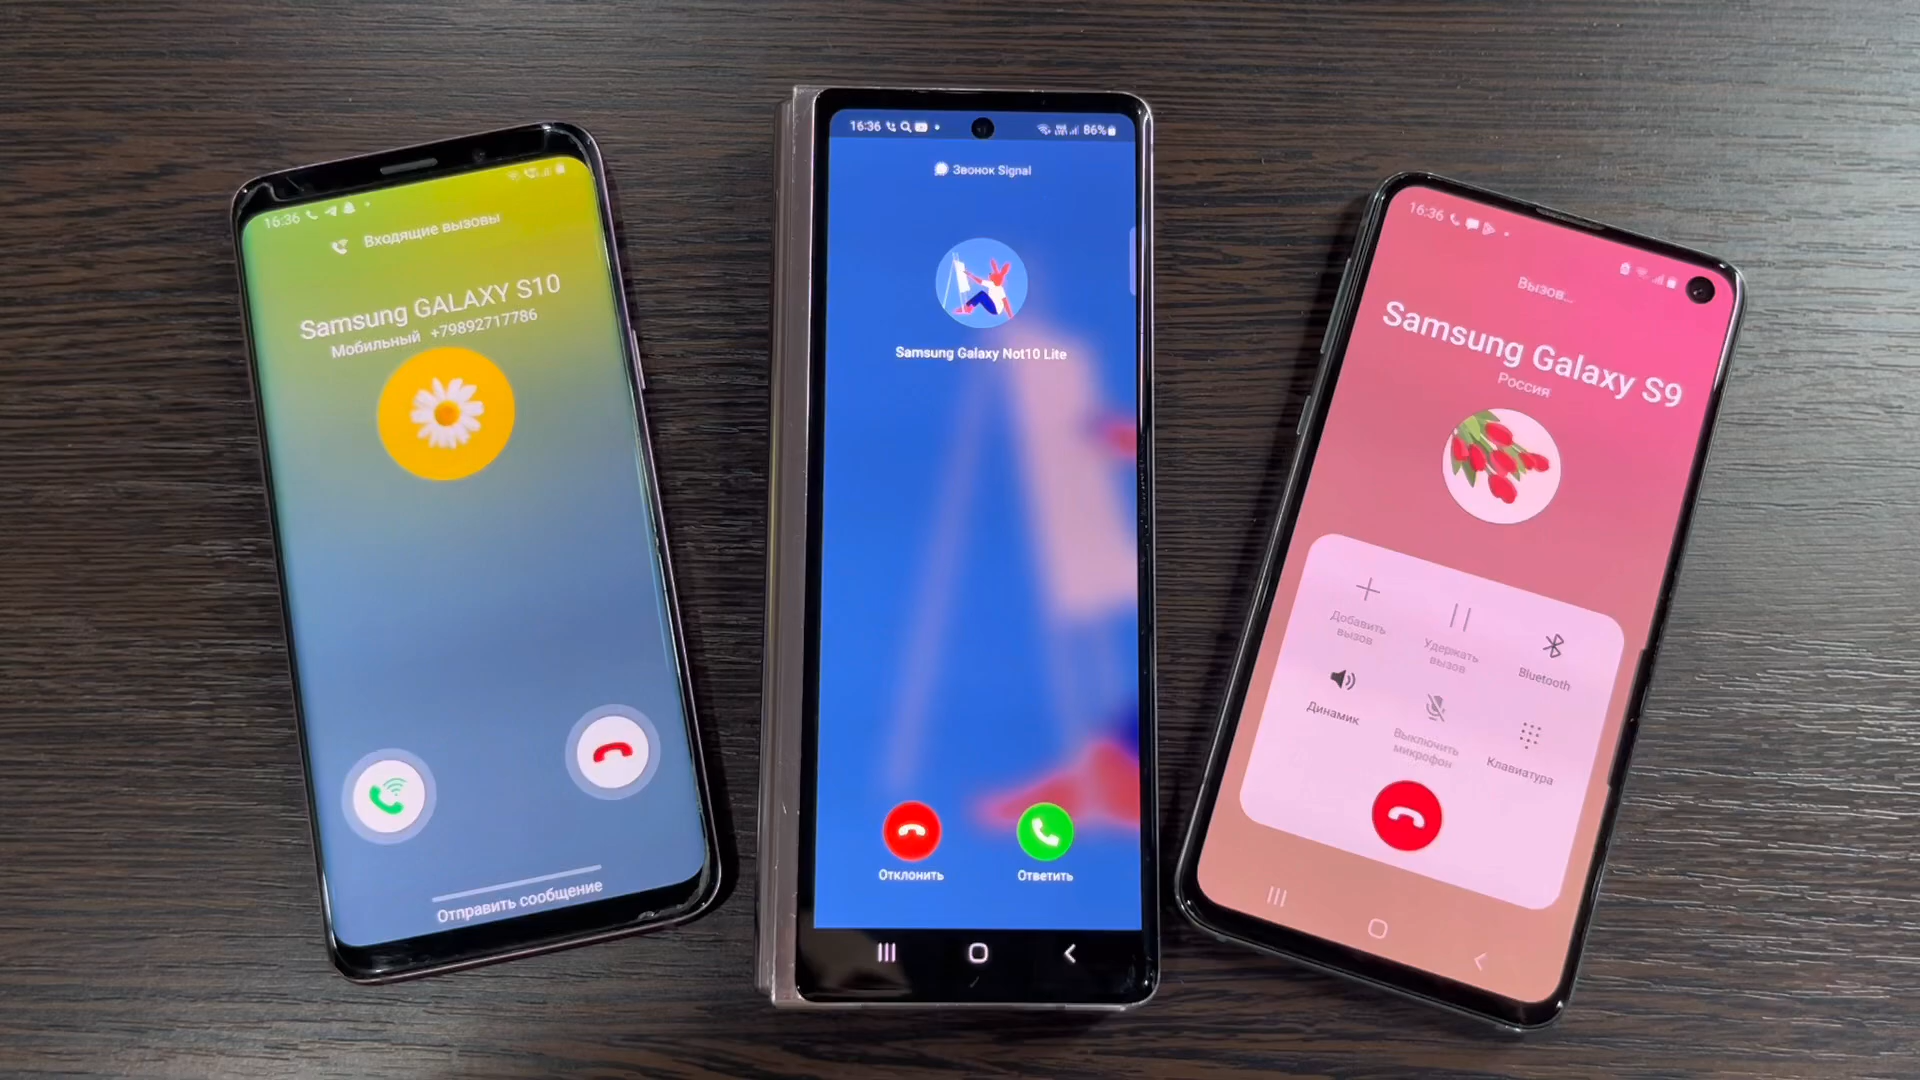 16:36
Входящие вызовы
Samsung GALAXY S10
Мобильный +79892717786
Отправить сообщение
16:36
86%
Звонок Signal
Samsung Galaxy Not10 Lite
Отклонить
Ответить
16:36
Вызов...
Samsung Galaxy S9
Россия
Добавить
вызов
Удержать
вызов
Bluetooth
Динамик
Выключить
микрофон
Клавиатура